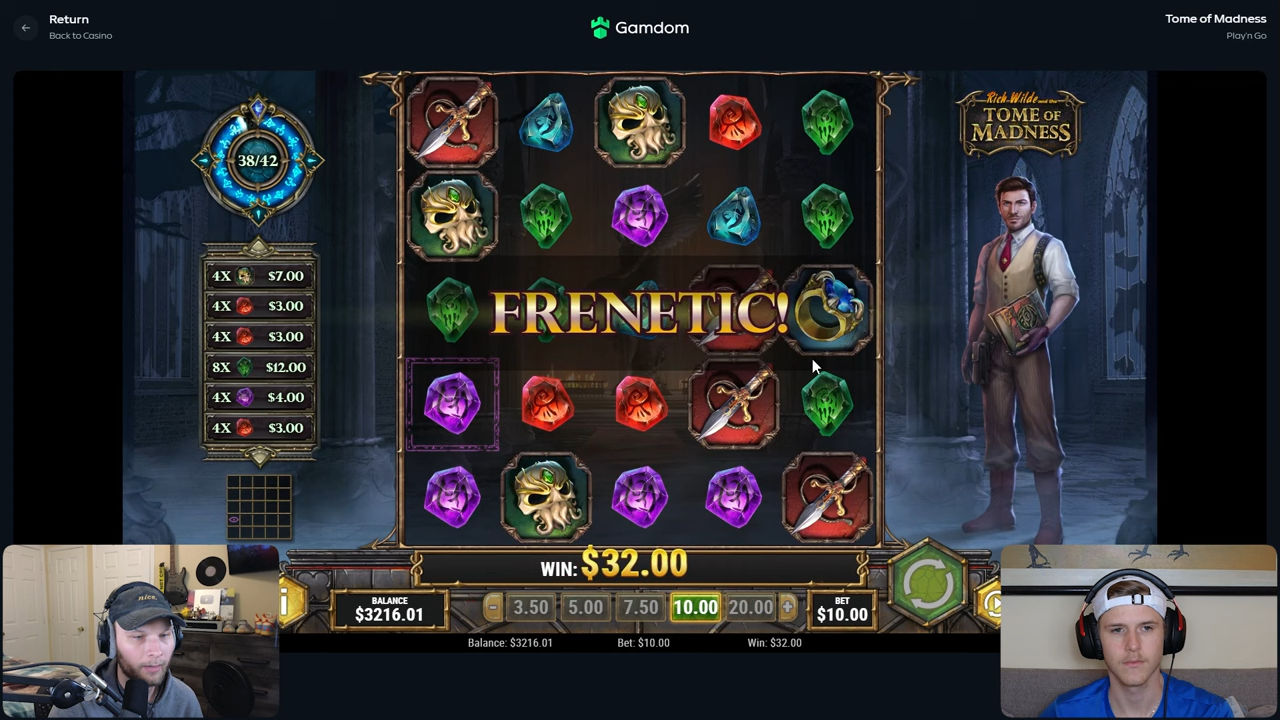 Return
Back to Casino
Gamdom
Tome of Madness
Play'n Go
38/42
4X $7.00
4X $3.00
4X $3.00
8X $12.00
4X $4.00
4X $3.00
Rich Wilde and the
TOME OF
MADNESS
FRENETIC!
WIN: $32.00
BALANCE
$3216.01
- 3.50 5.00 7.50 10.00 20.00 +
BET
$10.00
Balance: $3216.01 Bet: $10.00 Win: $32.00
nice.